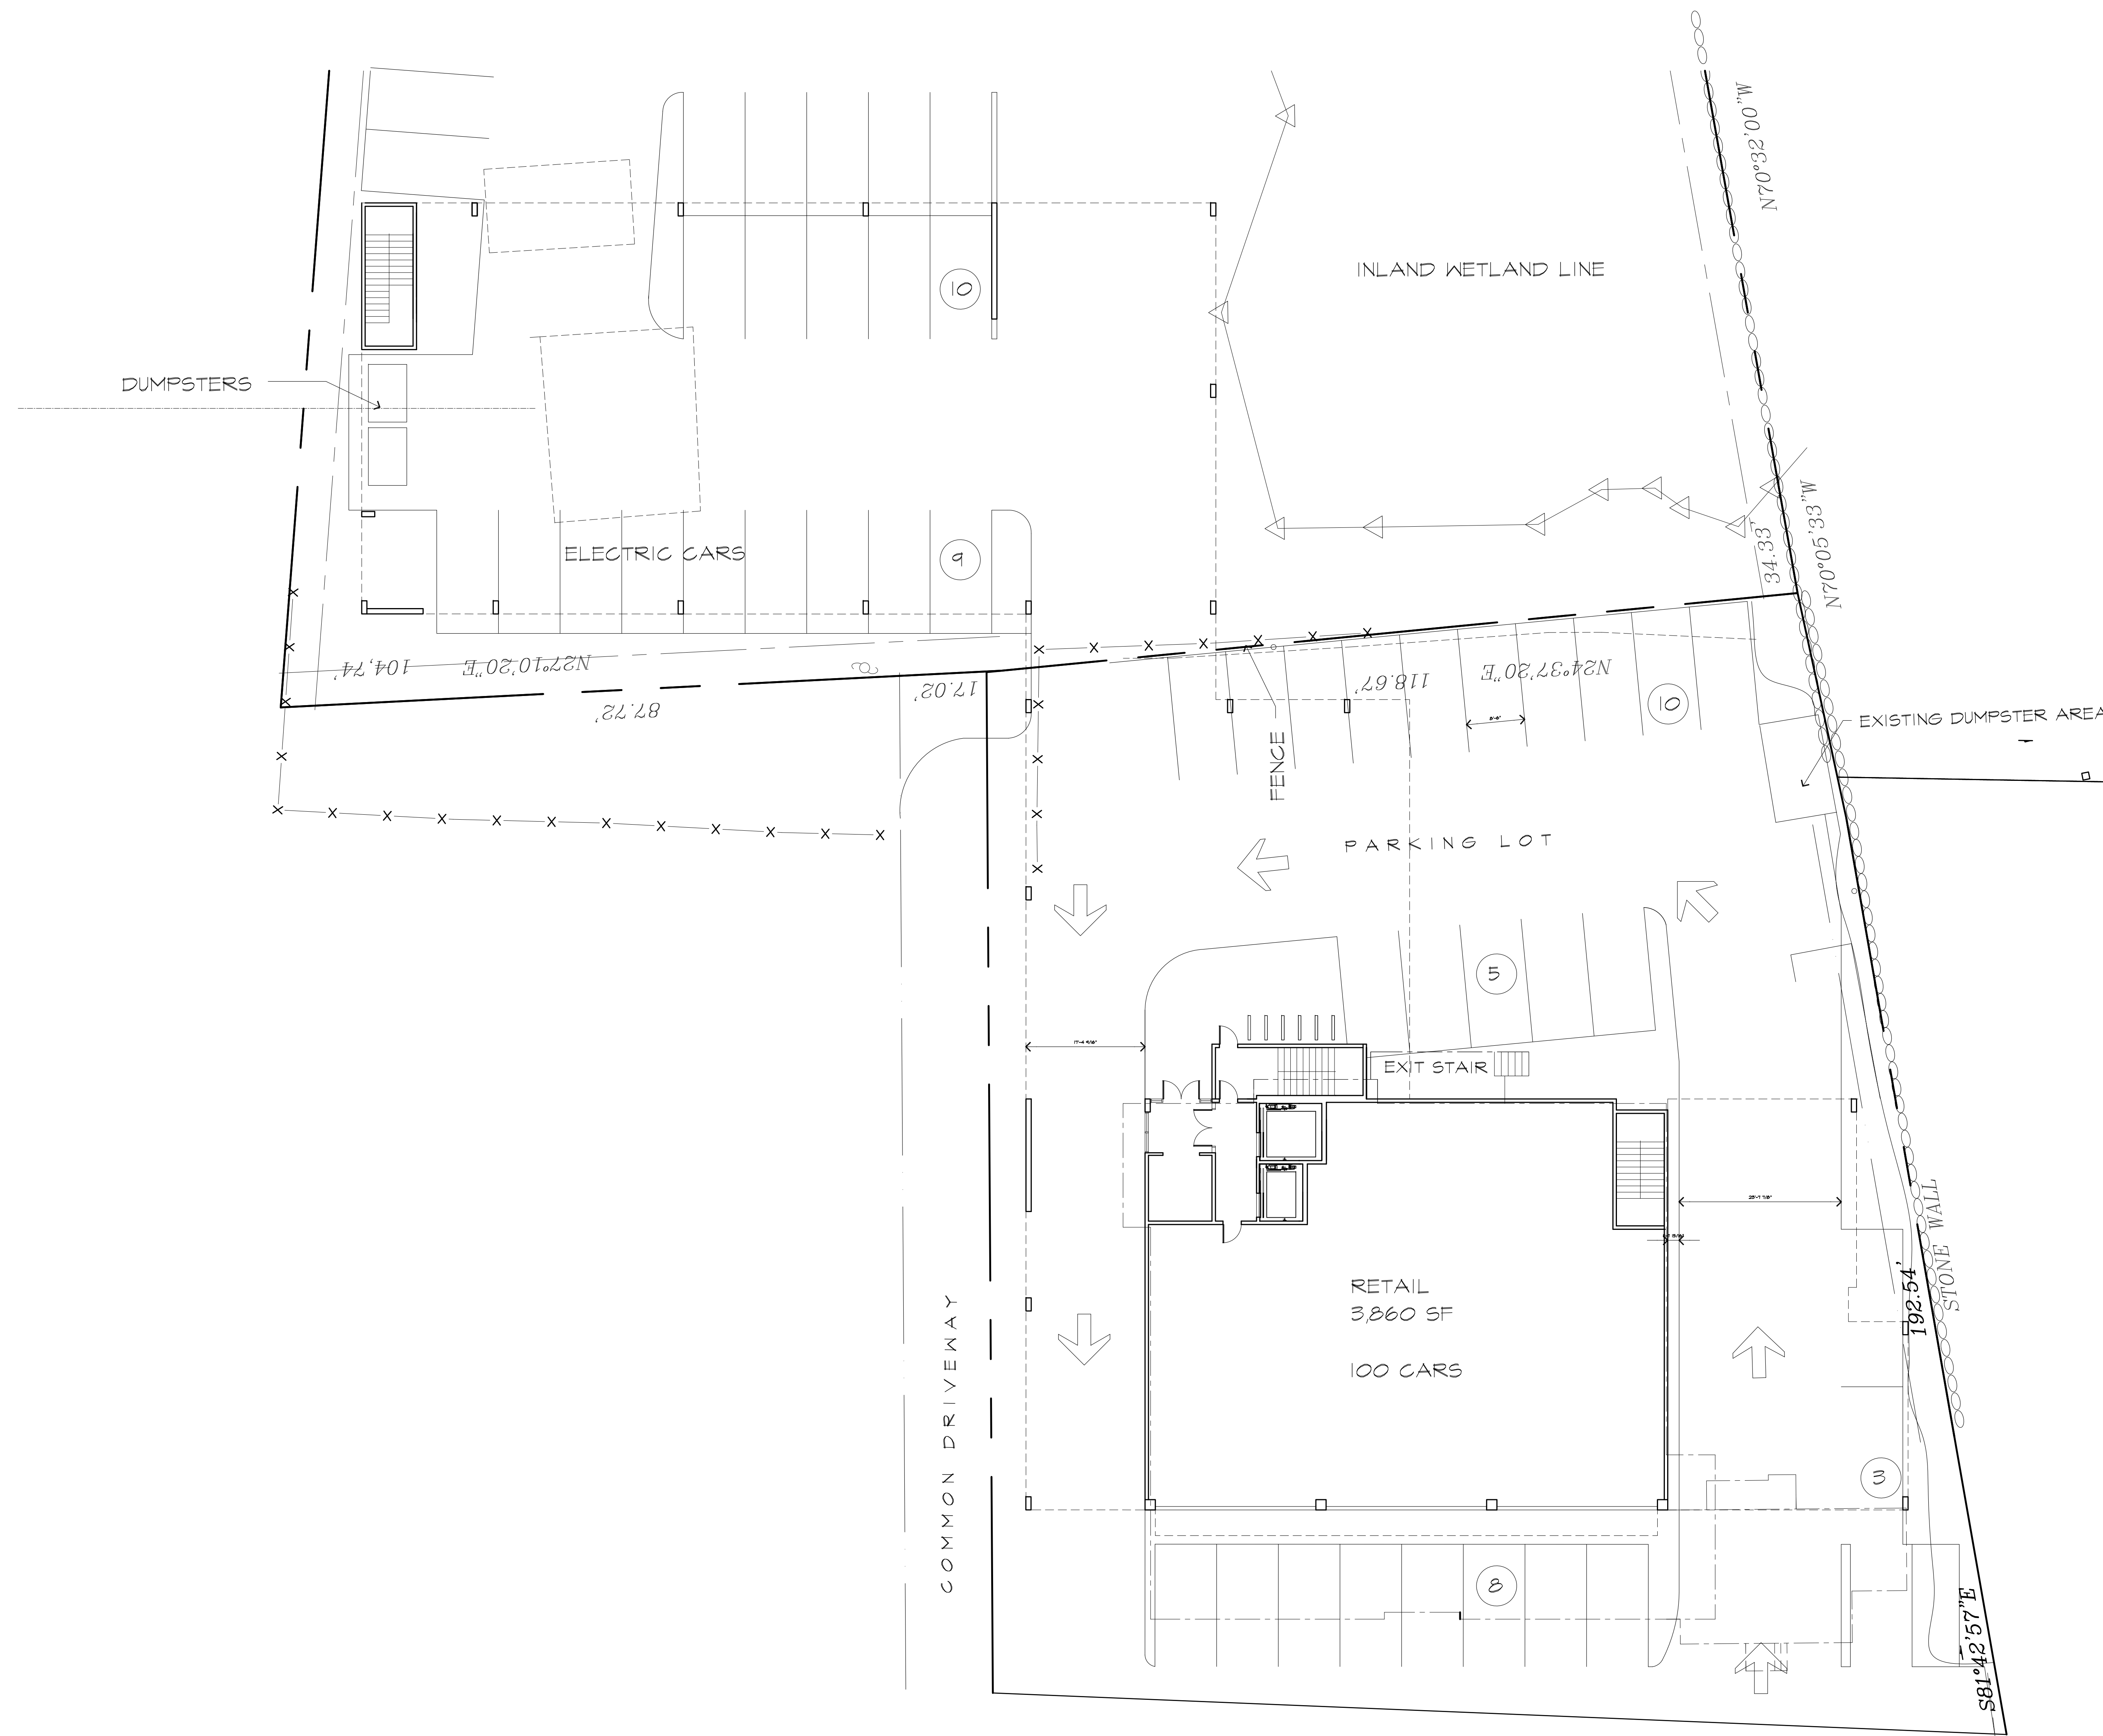 N70°32'00"W
INLAND WETLAND LINE
10
DUMPSTERS
N70°05'33"W
34.33'
ELECTRIC CARS
9
104.74'
N27°10'20"E
87.72'
17.02'
118.67'
N24°37'20"E
10
EXISTING DUMPSTER AREA
FENCE
PARKING LOT
5
EXIT STAIR
STONE WALL
192.54'
RETAIL
3,860 SF
100 CARS
COMMON DRIVEWAY
3
8
S81°42'57"E